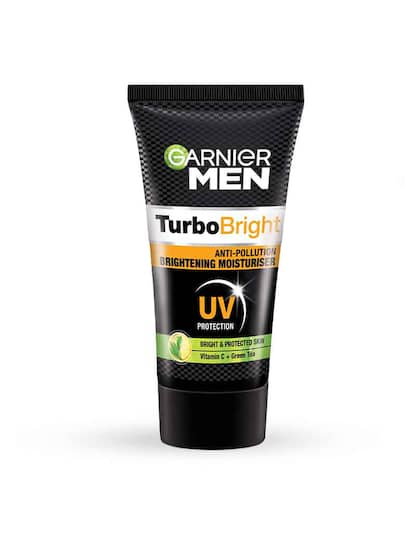 GARNIER
MEN
TurboBright
ANTI-POLLUTION
BRIGHTENING MOISTURISER
UV
PROTECTION
BRIGHT & PROTECTED SKIN
Vitamin C + Green Tea